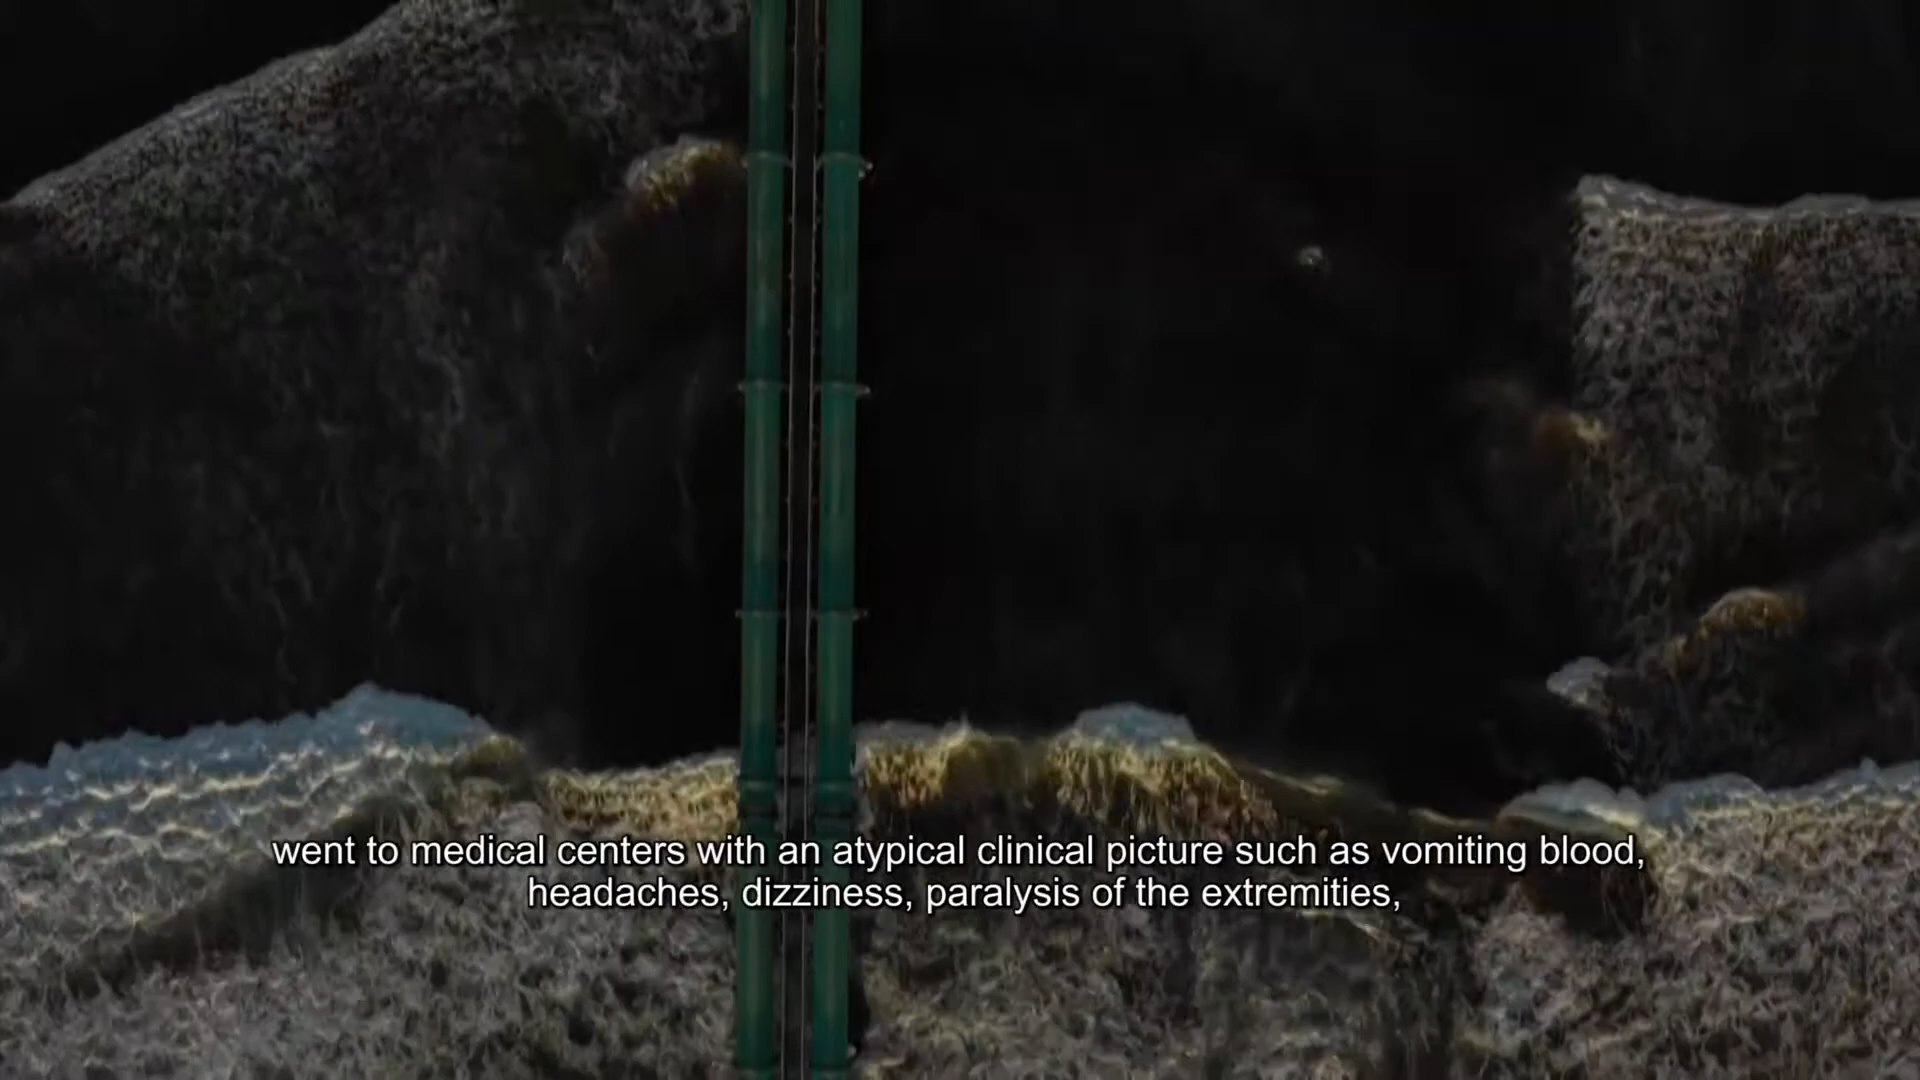 went to medical centers with an atypical clinical picture such as vomiting blood,
headaches, dizziness, paralysis of the extremities,